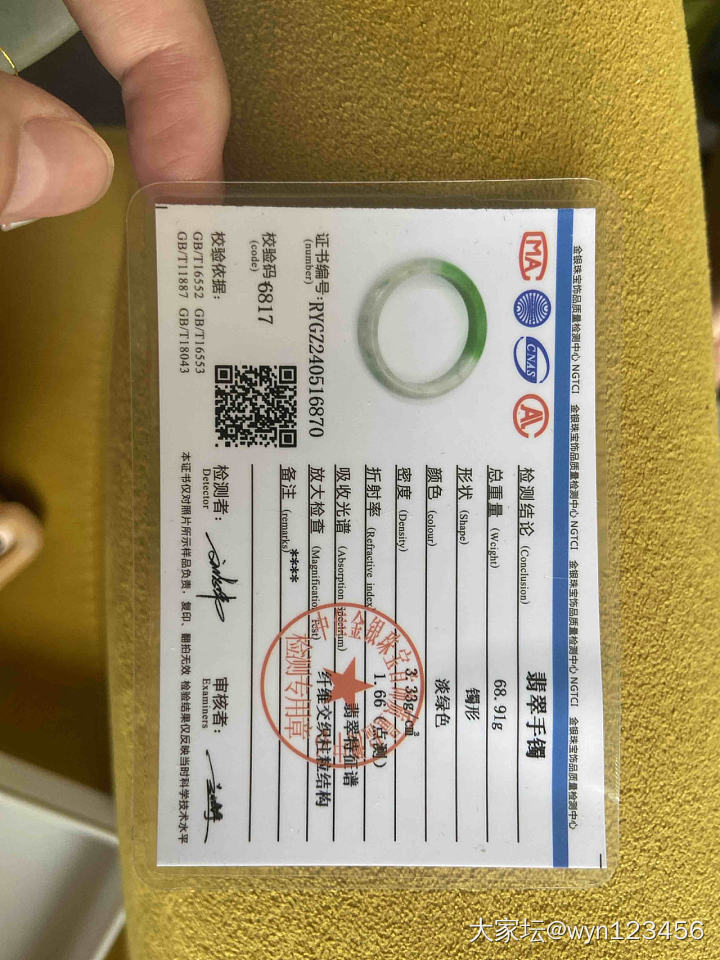 金银珠宝饰品质量检测中心 NGTCI 金银珠宝饰品质量检测中心 NGTCI 金银珠宝饰品质量检测中心 NGTCI 金银珠宝饰品质量检测中心
MA
CNAS
AL
证书编号:RYGZ240516870
(number)
校验码 6817
(code)
校验依据:
GB/T16552 GB/T16553
GB/T11887 GB/T18043
检测结论 (Conclusion) 翡翠手镯
总重量 (Weight) 68.91g
形状 (Shape) 镯形
颜色 (colour) 淡绿色
密度 (Density) 3.33g/cm³
折射率 (Refractive index) 1.66 (点测)
吸收光谱 (Absorption spectrum) 翡翠特征谱
放大检查 (Magnification test) 纤维交织柱粒结构
备注 (remarks) ****
检测专用章
检测者:
Detector
审核者:
Examiners
本证书仅对照片所示样品负责，复印、翻拍无效 检验结果仅反映当时科学技术水平
大家坛@wyn123456